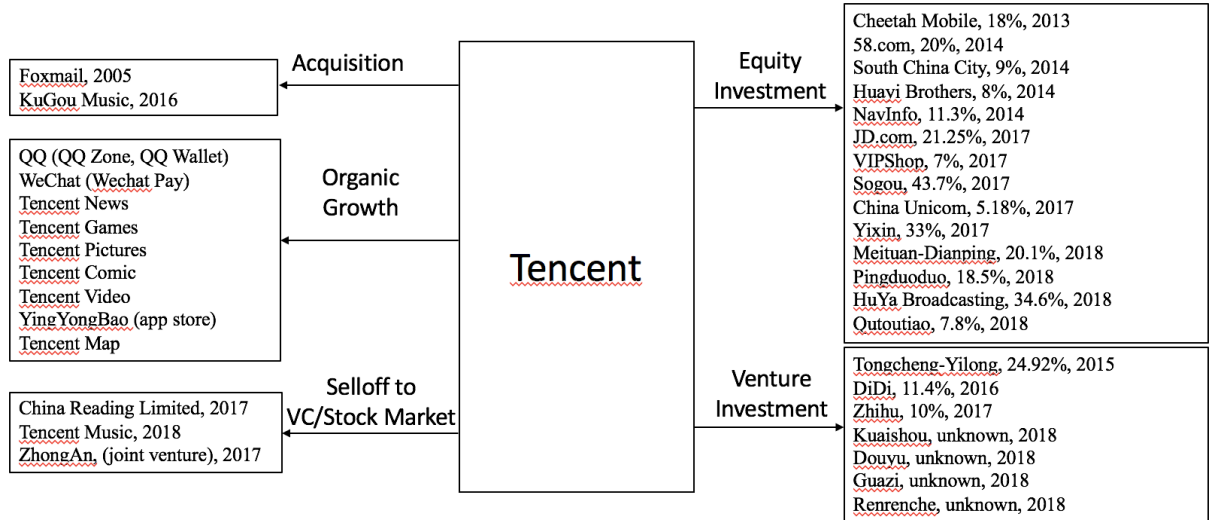 Acquisition
Foxmail, 2005
KuGou Music, 2016
Organic
Growth
QQ (QQ Zone, QQ Wallet)
WeChat (Wechat Pay)
Tencent News
Tencent Games
Tencent Pictures
Tencent Comic
Tencent Video
YingYongBao (app store)
Tencent Map
Selloff to
VC/Stock Market
China Reading Limited, 2017
Tencent Music, 2018
ZhongAn, (joint venture), 2017
Tencent
Equity
Investment
Cheetah Mobile, 18%, 2013
58.com, 20%, 2014
South China City, 9%, 2014
Huayi Brothers, 8%, 2014
NavInfo, 11.3%, 2014
JD.com, 21.25%, 2017
VIPShop, 7%, 2017
Sogou, 43.7%, 2017
China Unicom, 5.18%, 2017
Yixin, 33%, 2017
Meituan-Dianping, 20.1%, 2018
Pingduoduo, 18.5%, 2018
HuYa Broadcasting, 34.6%, 2018
Qutoutiao, 7.8%, 2018
Venture
Investment
Tongcheng-Yilong, 24.92%, 2015
DiDi, 11.4%, 2016
Zhihu, 10%, 2017
Kuaishou, unknown, 2018
Douyu, unknown, 2018
Guazi, unknown, 2018
Renrenche, unknown, 2018